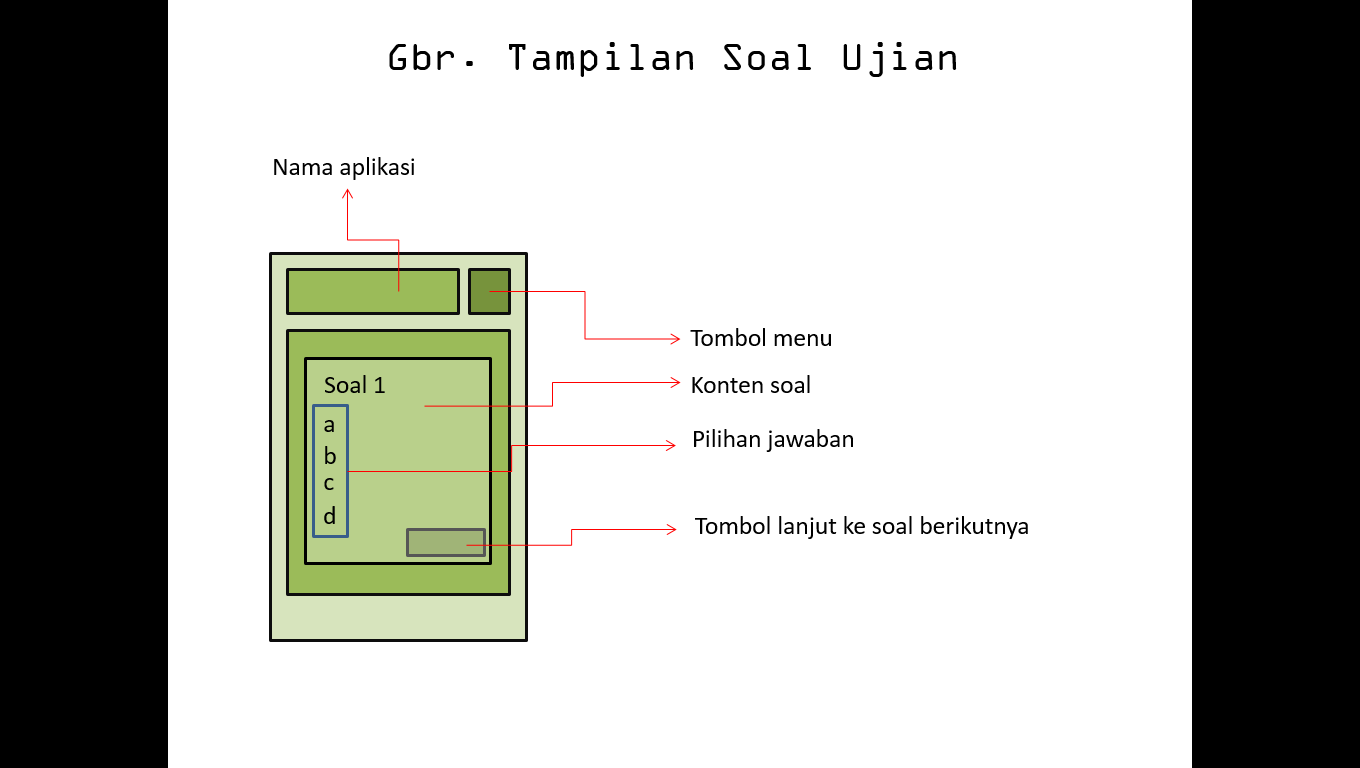 Gbr. Tampilan Soal Ujian
Nama aplikasi
Tombol menu
Soal 1
Konten soal
a
Pilihan jawaban
b
c
d
Tombol lanjut ke soal berikutnya